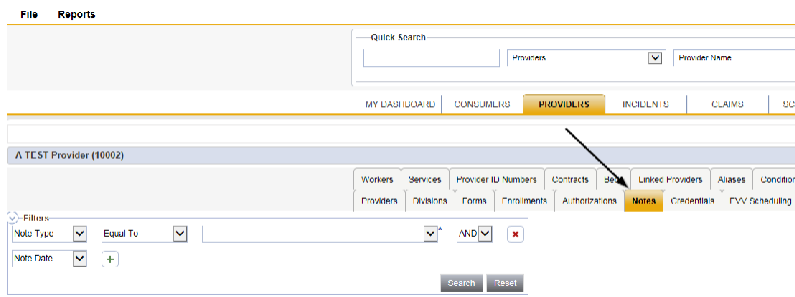 File Reports
Quick Search
Providers Provider Name
MY DASHBOARD CONSUMERS PROVIDERS INCIDENTS CLAIMS SC
A TEST Provider (10002)
Workers Services Provider ID Numbers Contracts Linked Providers Aliases Condition
Providers Divisions Forms Enrollments Authorizations Notes Credentials EVV Scheduling
Filters
Note Type Equal To * AND
Note Date
Search Reset